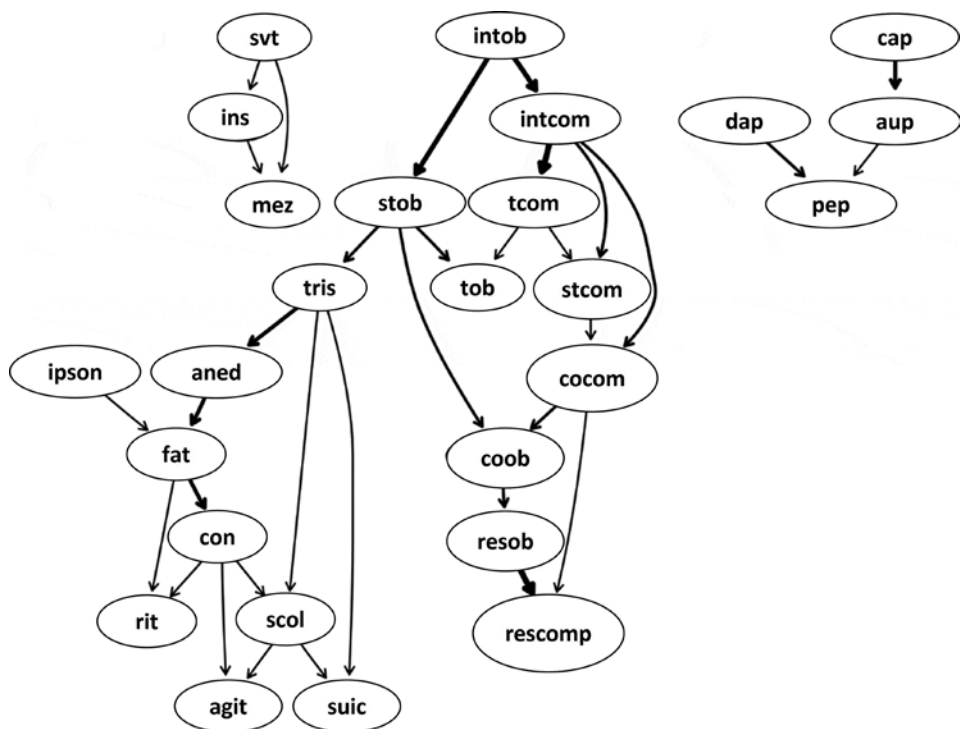 svt
intob
cap
ins
intcom
dap
aup
mez
stob
tcom
pep
tris
tob
stcom
ipson
aned
cocom
fat
coob
con
resob
rit
scol
rescomp
agit
suic